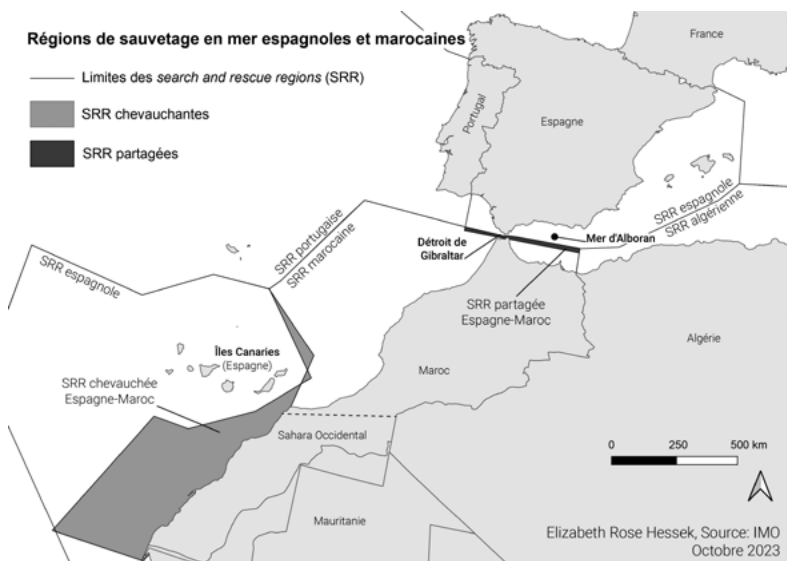 Régions de sauvetage en mer espagnoles et marocaines
Limites des search and rescue regions (SRR)
SRR chevauchantes
SRR partagées
France
Portugal
Espagne
SRR espagnole
SRR algérienne
Mer d'Alboran
Détroit de
Gibraltar
SRR portugaise
SRR marocaine
SRR espagnole
SRR partagée
Espagne-Maroc
Îles Canaries
(Espagne)
SRR chevauchée
Espagne-Maroc
Maroc
Algérie
Sahara Occidental
Mauritanie
0 250 500 km
Elizabeth Rose Hessek, Source: IMO
Octobre 2023